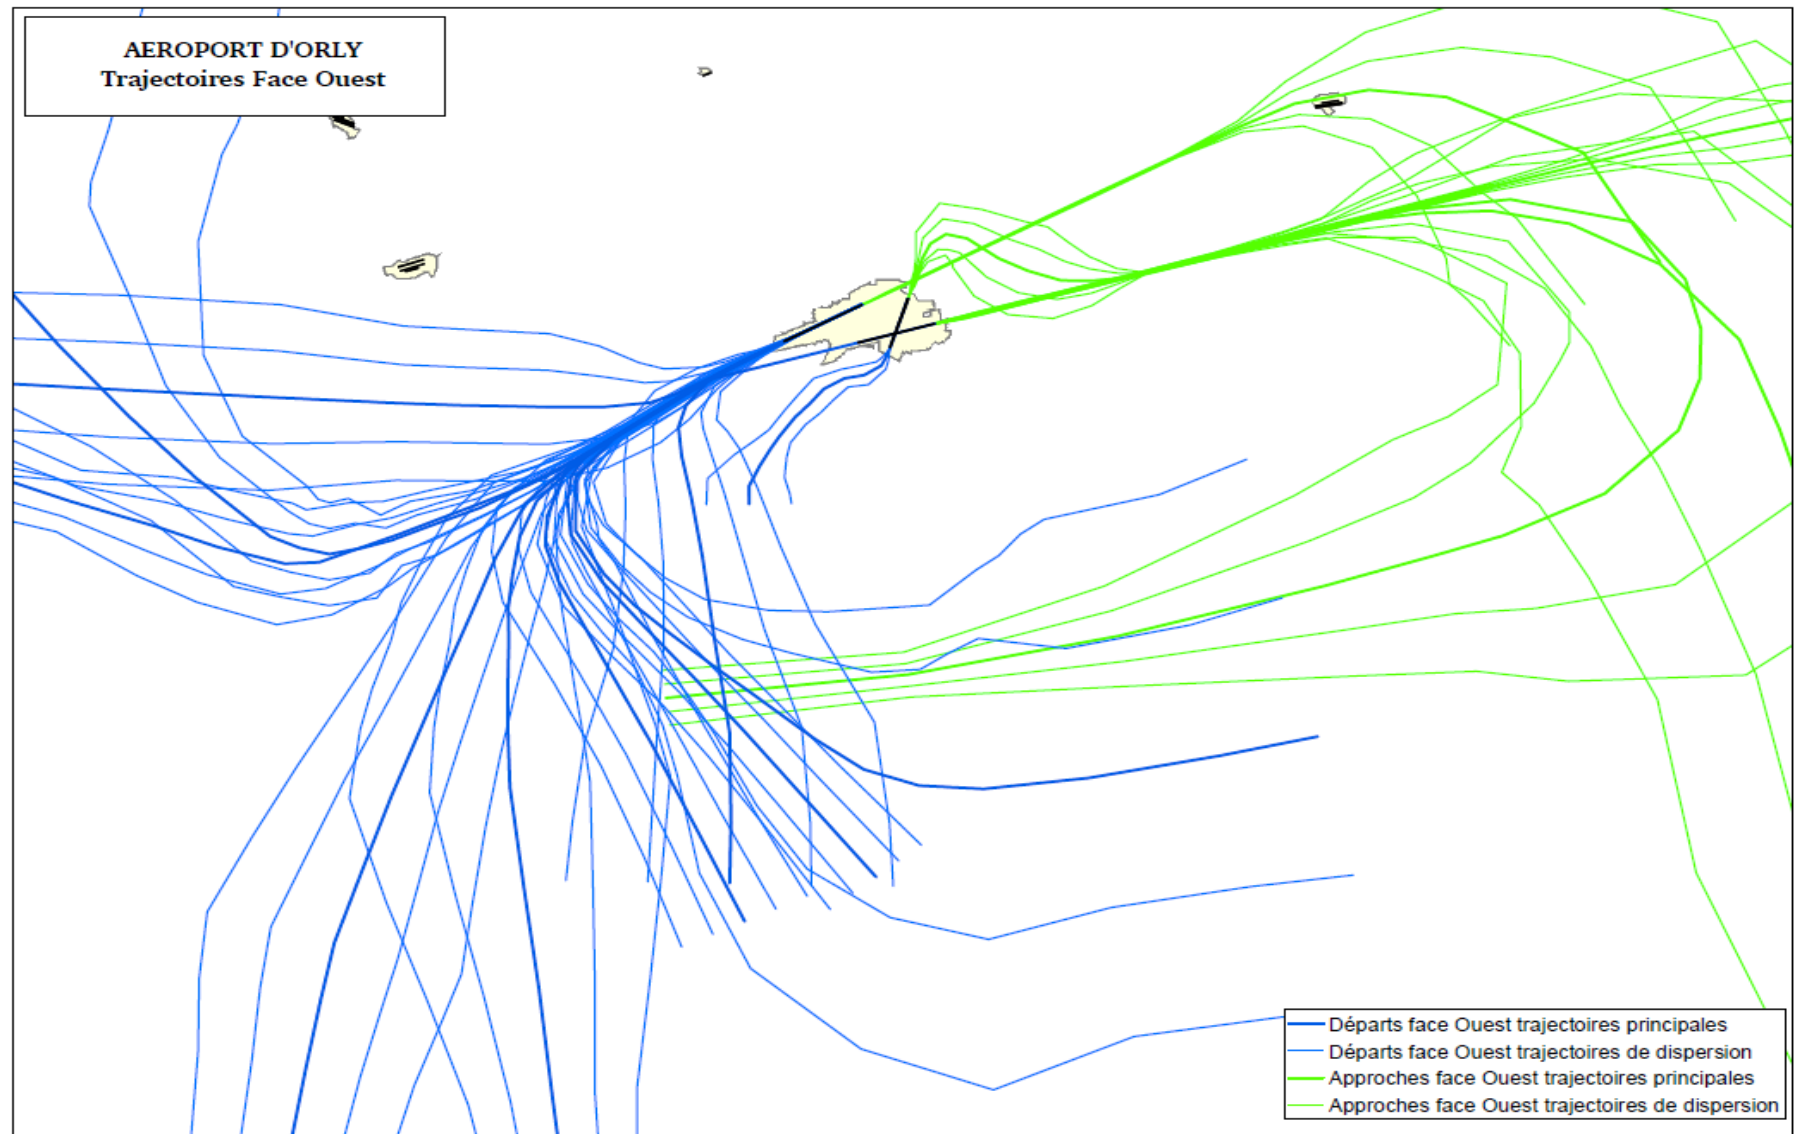 AEROPORT D'ORLY
Trajectoires Face Ouest
Départs face Ouest trajectoires principales
Départs face Ouest trajectoires de dispersion
Approches face Ouest trajectoires principales
Approches face Ouest trajectoires de dispersion